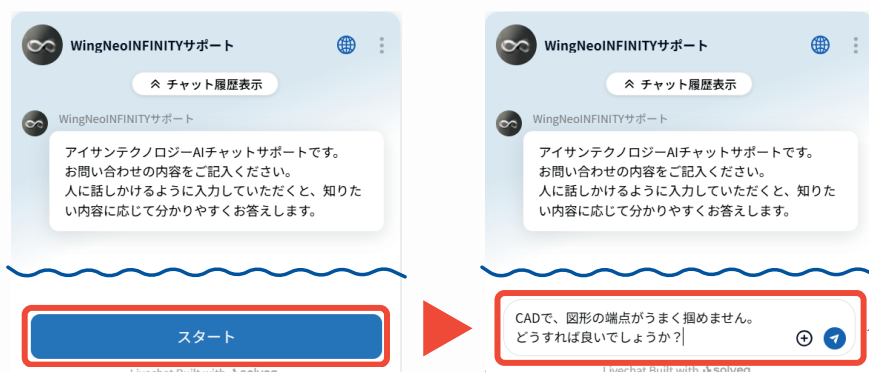 WingNeoINFINITYサポート
チャット履歴表示
WingNeoINFINITYサポート
アイサンテクノロジーAIチャットサポートです。
お問い合わせの内容をご記入ください。
人に話しかけるように入力していただくと、知りた
い内容に応じて分かりやすくお答えします。
スタート
Livechat Built with solveq
WingNeoINFINITYサポート
チャット履歴表示
WingNeoINFINITYサポート
アイサンテクノロジーAIチャットサポートです。
お問い合わせの内容をご記入ください。
人に話しかけるように入力していただくと、知りた
い内容に応じて分かりやすくお答えします。
CADで、図形の端点がうまく掴めません。
どうすれば良いでしょうか?
Livechat Built with solveq